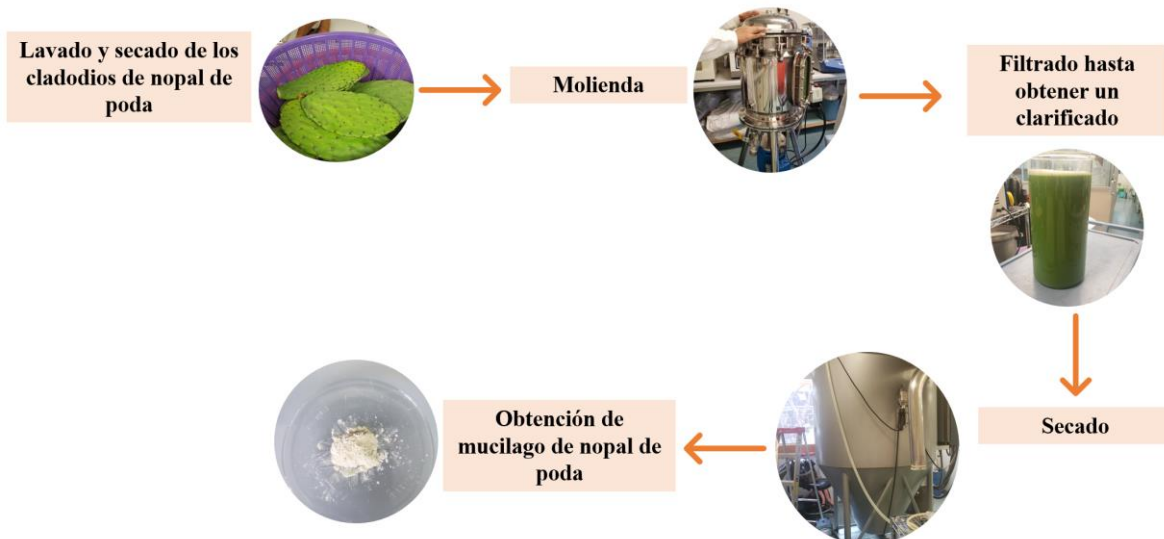 Lavado y secado de los
cladodios de nopal de
poda
Molienda
Filtrado hasta
obtener un
clarificado
Secado
Obtención de
mucilago de nopal de
poda